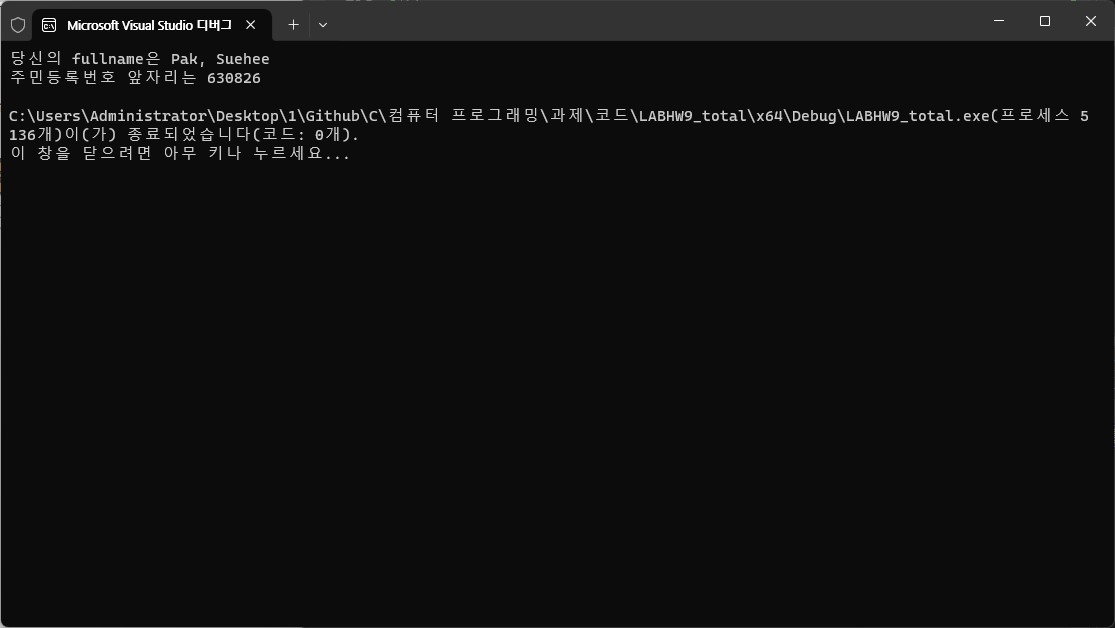 Microsoft Visual Studio 디버그
당신의 fullname은 Pak, Suehee
주민등록번호 앞자리는 630826
C:\Users\Administrator\Desktop\1\Github\C\컴퓨터 프로그래밍\과제\코드\LABHW9_total\x64\Debug\LABHW9_total.exe(프로세스 5
136개)이(가) 종료되었습니다(코드: 0개).
이 창을 닫으려면 아무 키나 누르세요...